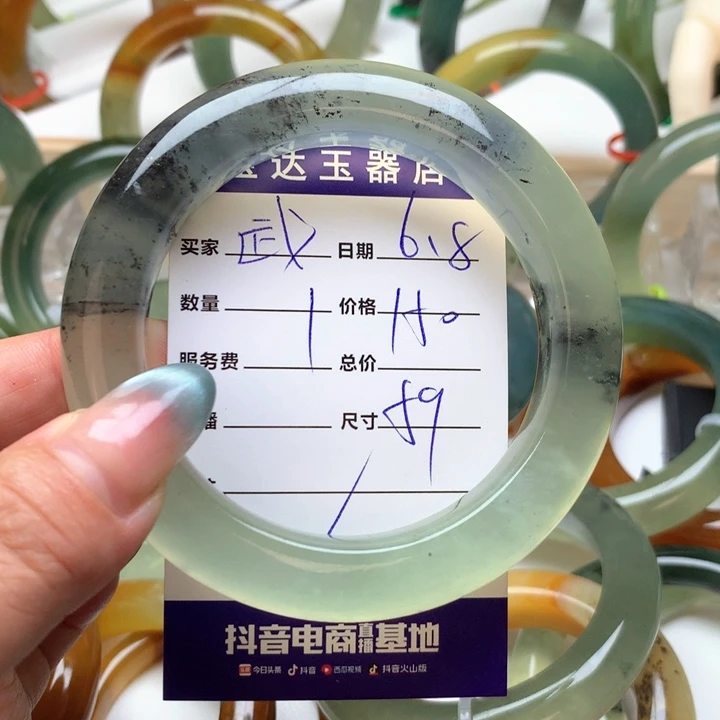 达玉器店
买家 武 日期 6.8
数量 1 价格
服务费 总价
播 尺寸 59
抖音电商直播基地
今日头条 抖音 西瓜视频 抖音火山版